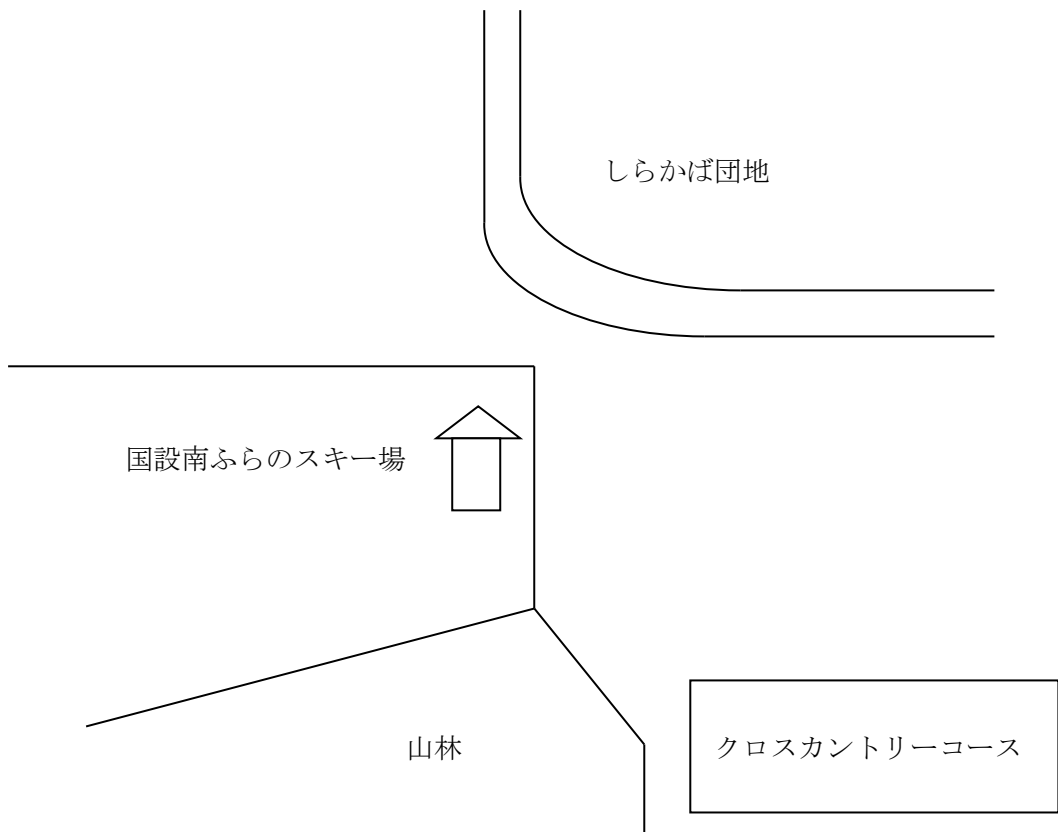 しらかば団地
国設南ふらのスキー場
山林
クロスカントリーコース